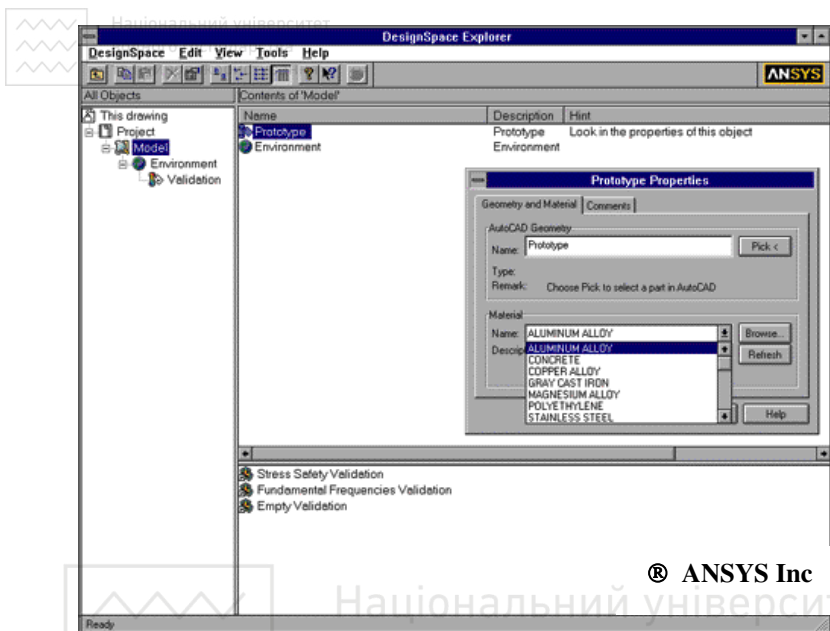 Національний університет
DesignSpace Explorer
DesignSpace Edit View Tools Help
ANSYS
All Objects
Contents of 'Model'
This drawing
Project
Model
Environment
Validation
Name Description Hint
Prototype Prototype Look in the properties of this object
Environment Environment
Prototype Properties
Geometry and Material Comments
AutoCAD Geometry
Name: Prototype Pick <
Type:
Remark: Choose Pick to select a part in AutoCAD
Material
Name: ALUMINUM ALLOY Browse...
Descrip ALUMINUM ALLOY Refresh
CONCRETE
COPPER ALLOY
GRAY CAST IRON
MAGNESIUM ALLOY
POLYETHYLENE
STAINLESS STEEL
Help
Stress Safety Validation
Fundamental Frequencies Validation
Empty Validation
® ANSYS Inc
Національний універси
Ready